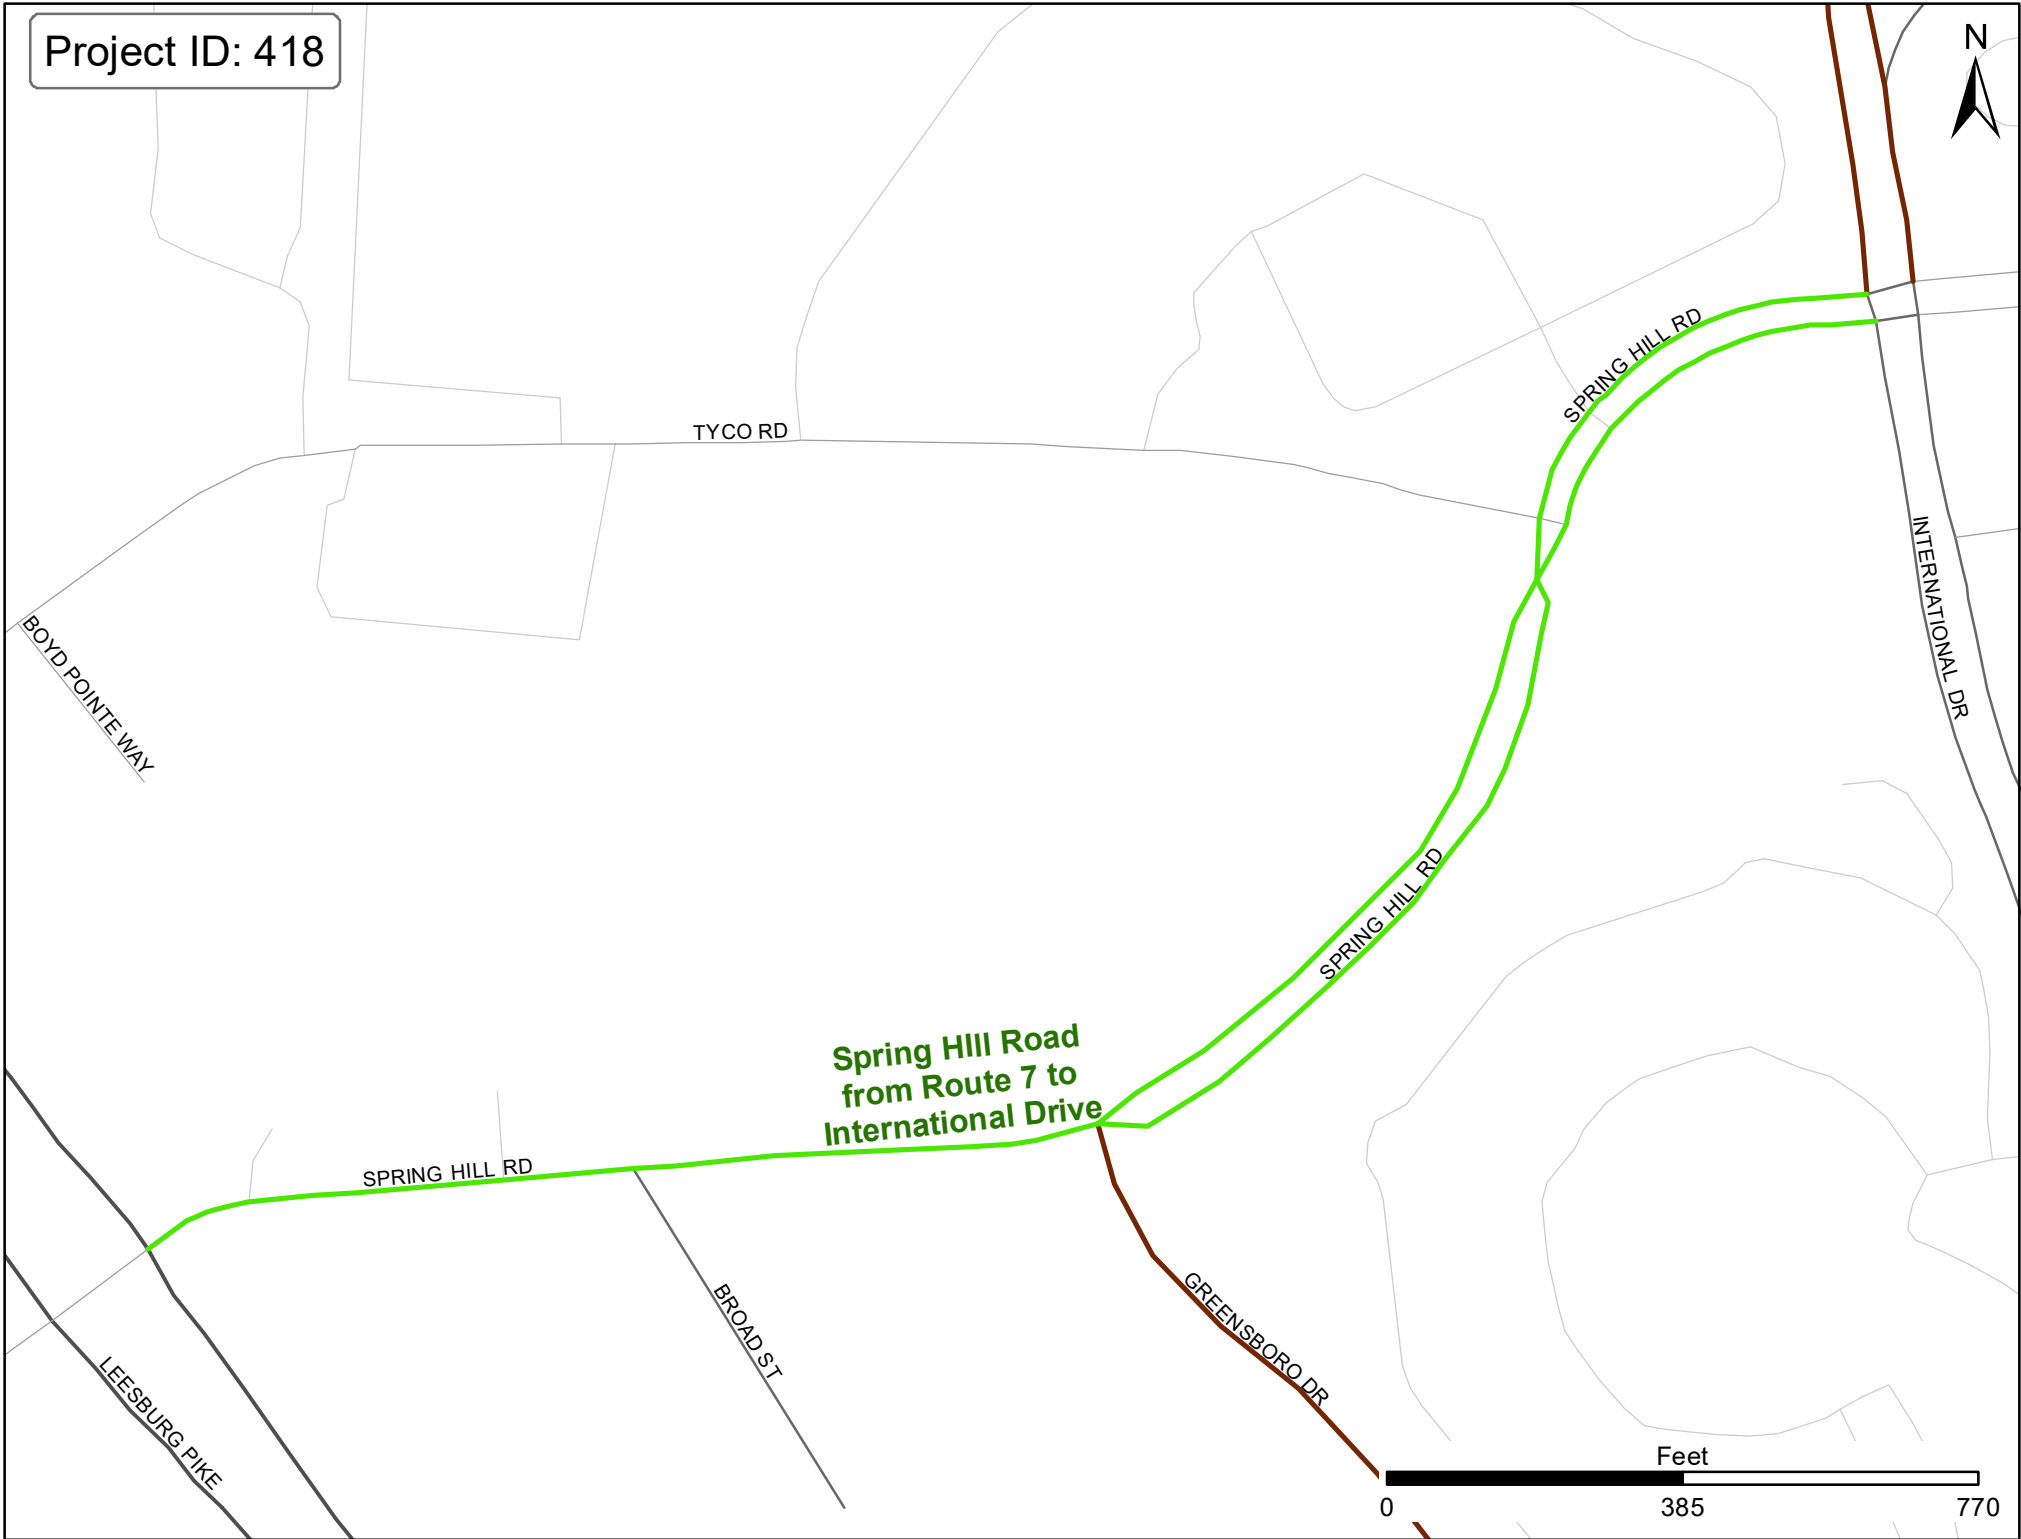 Project ID: 418
N
SPRING HILL RD
TYCO RD
INTERNATIONAL DR
BOYD POINTE WAY
SPRING HILL RD
Spring HIll Road
from Route 7 to
International Drive
SPRING HILL RD
BROAD ST
GREENSBORO DR
LEESBURG PIKE
Feet
0 385 770